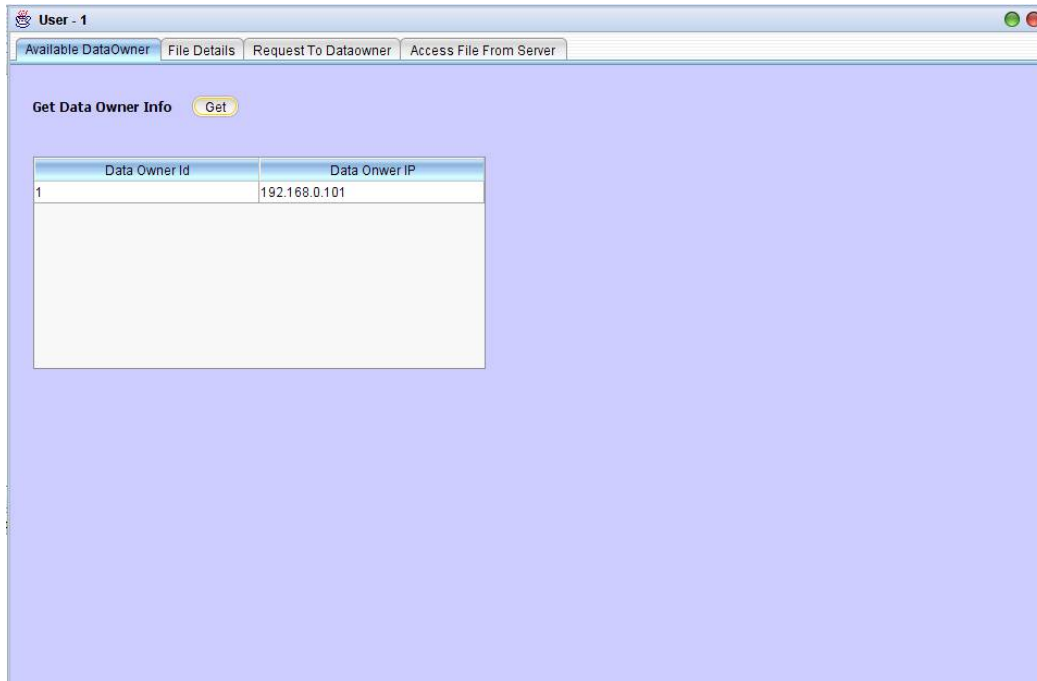 User - 1
Available DataOwner File Details Request To Dataowner Access File From Server
Get Data Owner Info Get
Data Owner Id Data Onwer IP
1 192.168.0.101